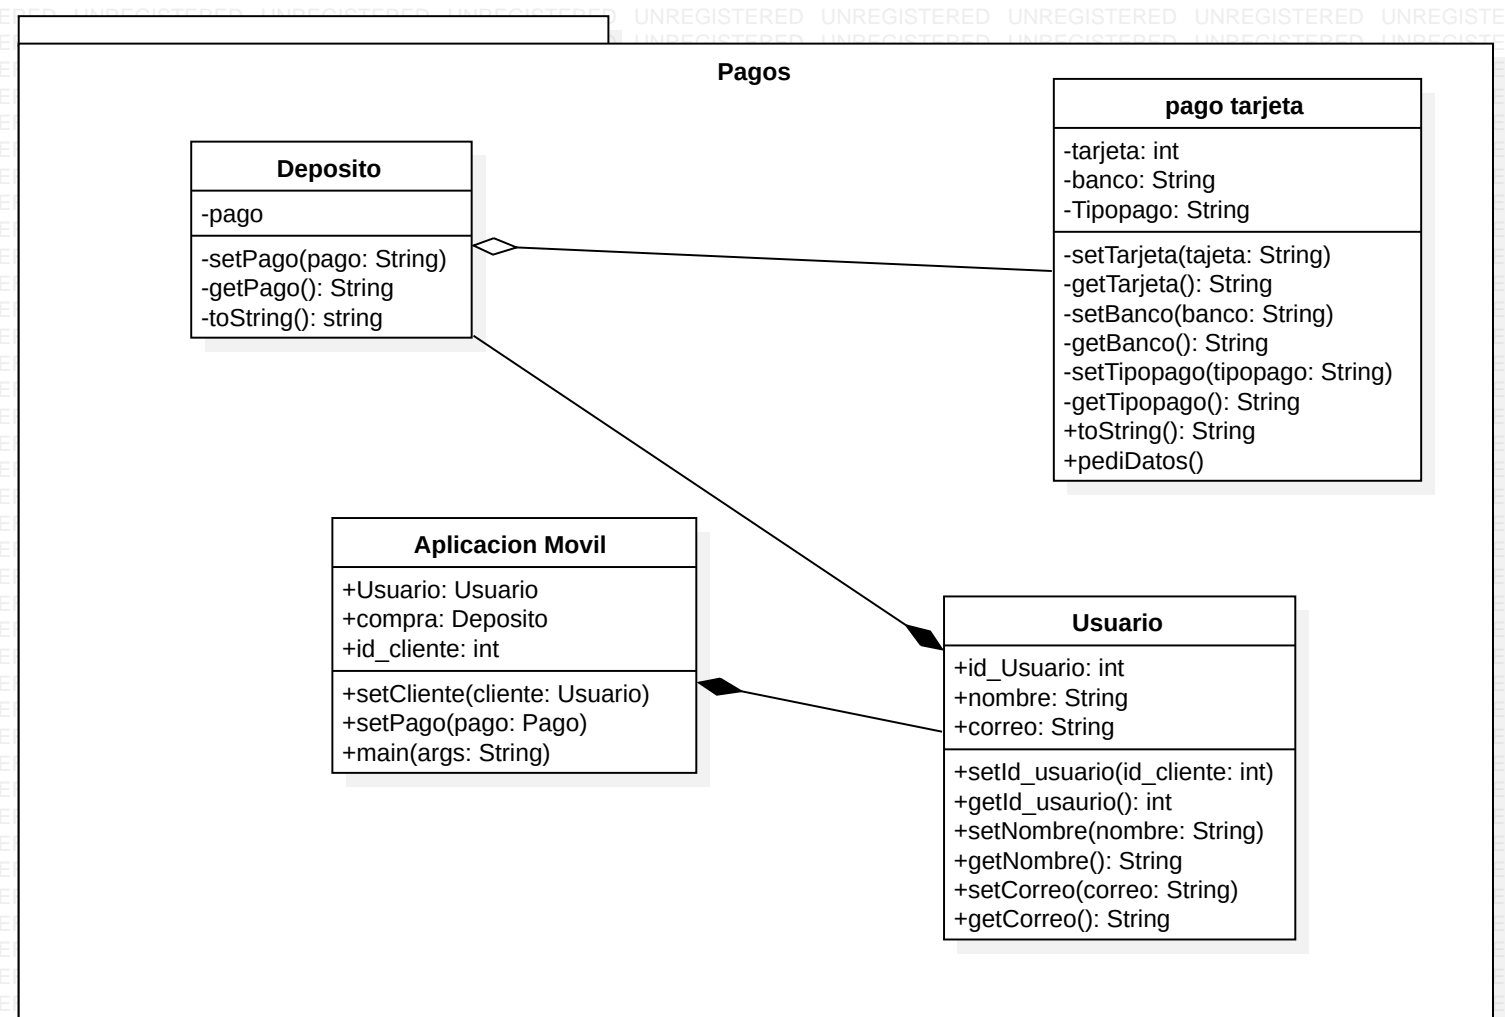 UNREGISTERED UNREGISTERED UNREGISTERED UNREGISTERED
Pagos
Deposito
-pago
-setPago(pago: String)
-getPago(): String
-toString(): string
pago tarjeta
-tarjeta: int
-banco: String
-Tipopago: String
-setTarjeta(tajeta: String)
-getTarjeta(): String
-setBanco(banco: String)
-getBanco(): String
-setTipopago(tipopago: String)
-getTipopago(): String
+toString(): String
+pediDatos()
Aplicacion Movil
+Usuario: Usuario
+compra: Deposito
+id_cliente: int
+setCliente(cliente: Usuario)
+setPago(pago: Pago)
+main(args: String)
Usuario
+id_Usuario: int
+nombre: String
+correo: String
+setId_usuario(id_cliente: int)
+getId_usaurio(): int
+setNombre(nombre: String)
+getNombre(): String
+setCorreo(correo: String)
+getCorreo(): String